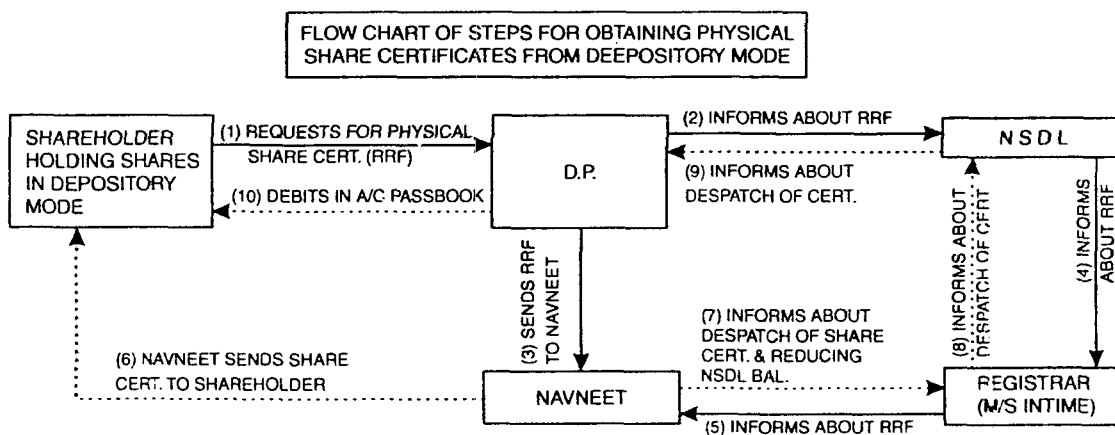 FLOW CHART OF STEPS FOR OBTAINING PHYSICAL
SHARE CERTIFICATES FROM DEEPOSITORY MODE
SHAREHOLDER
HOLDING SHARES
IN DEPOSITORY
MODE
(1) REQUESTS FOR PHYSICAL
SHARE CERT. (RRF)
(10) DEBITS IN A/C PASSBOOK
D.P.
(2) INFORMS ABOUT RRF
(9) INFORMS ABOUT
DESPATCH OF CERT.
NSDL
(3) SENDS RRF
TO NAVNEET
(4) INFORMS
ABOUT RRF
(8) INFORMS ABOUT
DESPATCH OF CERT
(7) INFORMS ABOUT
DESPATCH OF SHARE
CERT. & REDUCING
NSDL BAL.
(6) NAVNEET SENDS SHARE
CERT. TO SHAREHOLDER
NAVNEET
(5) INFORMS ABOUT RRF
REGISTRAR
(M/S INTIME)